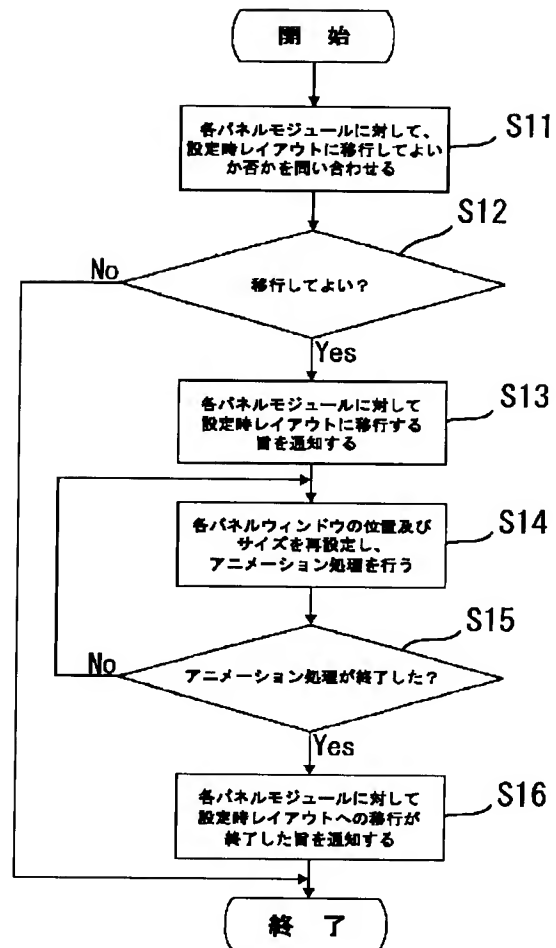 開 始
各パネルモジュールに対して、
設定時レイアウトに移行してよい
か否かを問い合わせる
S11
S12
移行してよい?
No
Yes
各パネルモジュールに対して
設定時レイアウトに移行する
旨を通知する
S13
各パネルウィンドウの位置及び
サイズを再設定し、
アニメーション処理を行う
S14
S15
アニメーション処理が終了した?
No
Yes
各パネルモジュールに対して
設定時レイアウトへの移行が
終了した旨を通知する
S16
終 了